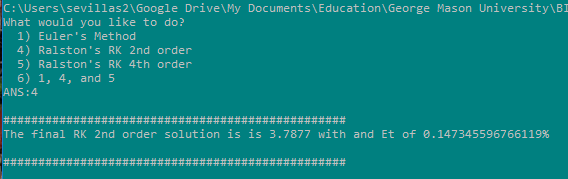 C:\Users\sevillas2\Google Drive\My Documents\Education\George Mason University\BI
What would you like to do?
1) Euler's Method
4) Ralston's RK 2nd order
5) Ralston's RK 4th order
6) 1, 4, and 5
ANS:4
#################################################
The final RK 2nd order solution is is 3.7877 with and Et of 0.147345596766119%
#################################################